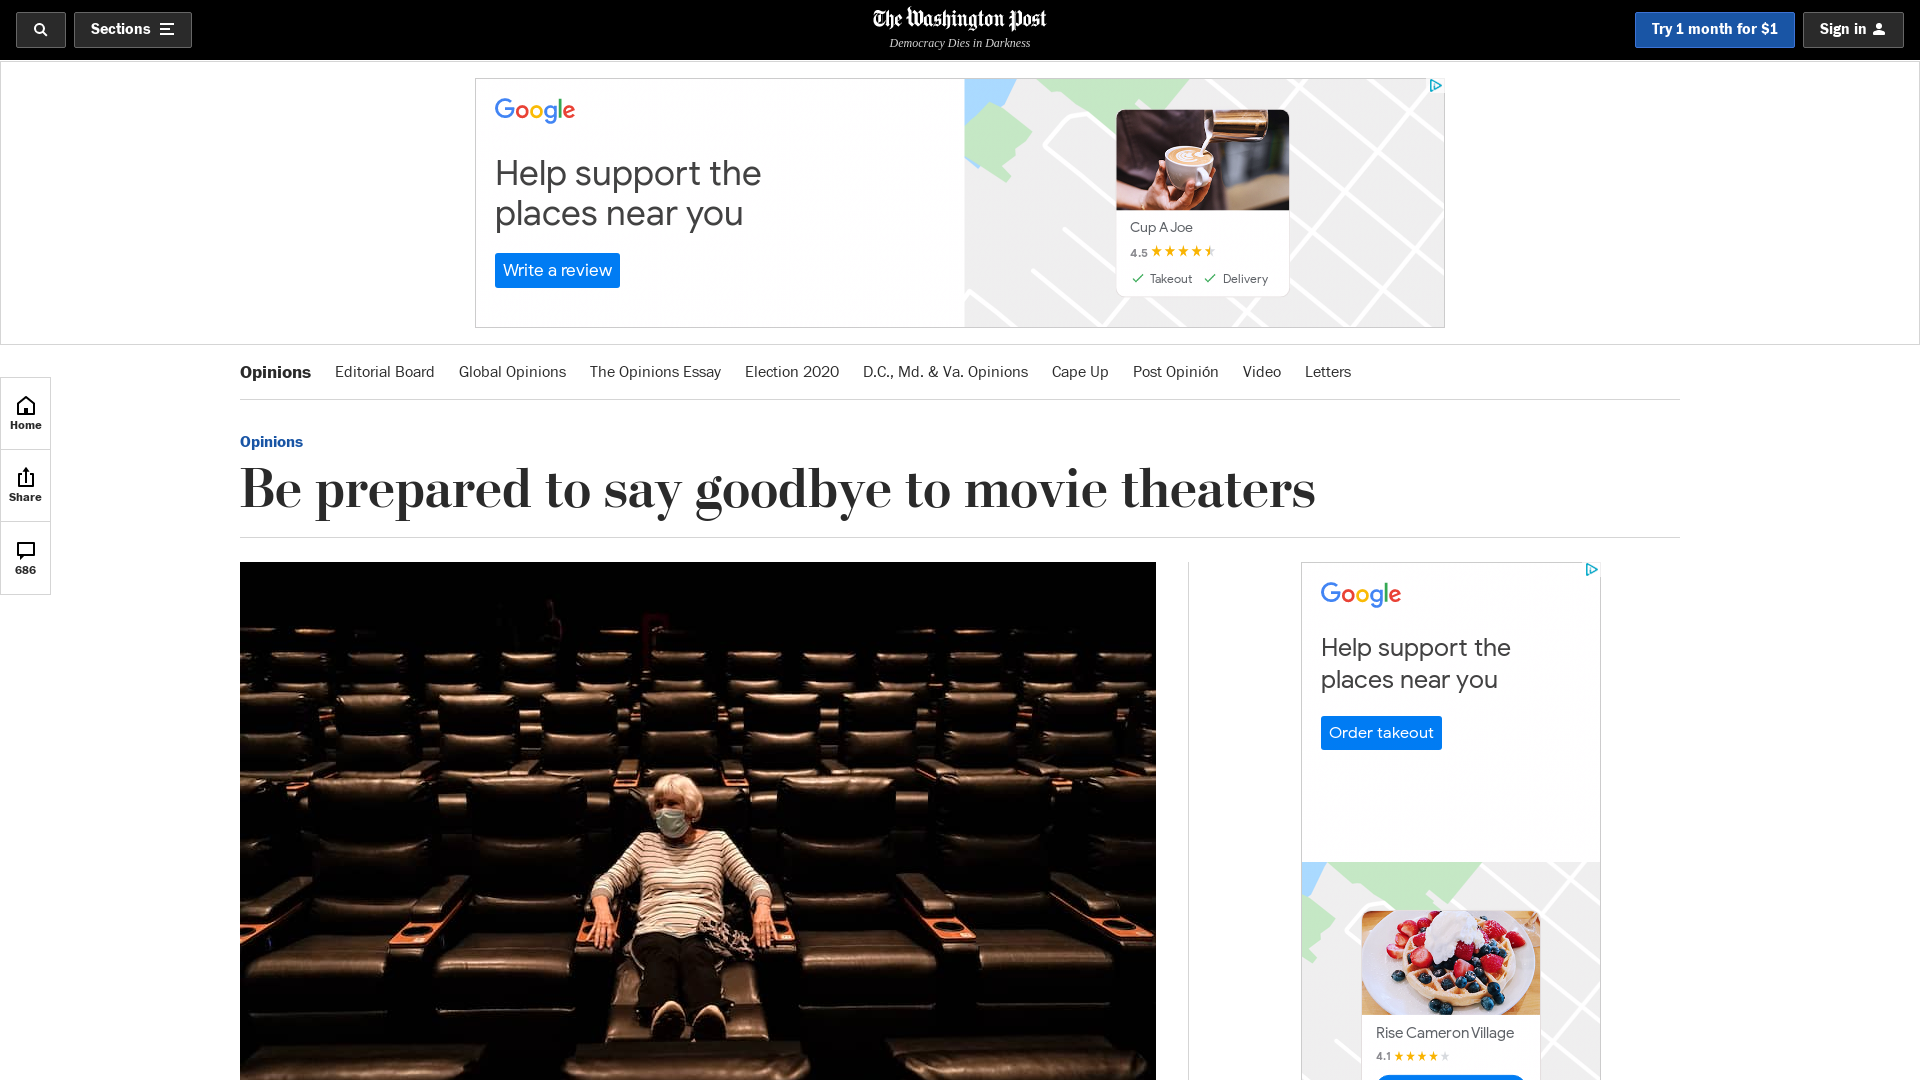 Sections
The Washington Post
Democracy Dies in Darkness
Try 1 month for $1
Sign in
Google
Help support the
places near you
Write a review
Cup A Joe
4.5
Takeout
Delivery
Opinions
Editorial Board
Global Opinions
The Opinions Essay
Election 2020
D.C., Md. & Va. Opinions
Cape Up
Post Opinión
Video
Letters
Home
Share
686
Opinions
Be prepared to say goodbye to movie theaters
Google
Help support the
places near you
Order takeout
Rise Cameron Village
4.1